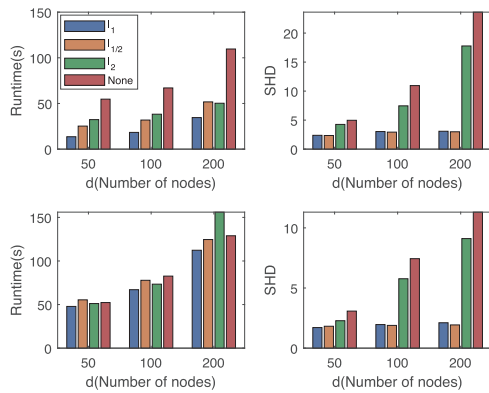 150
100
50
0
Runtime(s)
l1
l1/2
l2
None
50 100 200
d(Number of nodes)
20
15
10
5
0
SHD
50 100 200
d(Number of nodes)
150
100
50
0
Runtime(s)
50 100 200
d(Number of nodes)
10
5
0
SHD
50 100 200
d(Number of nodes)